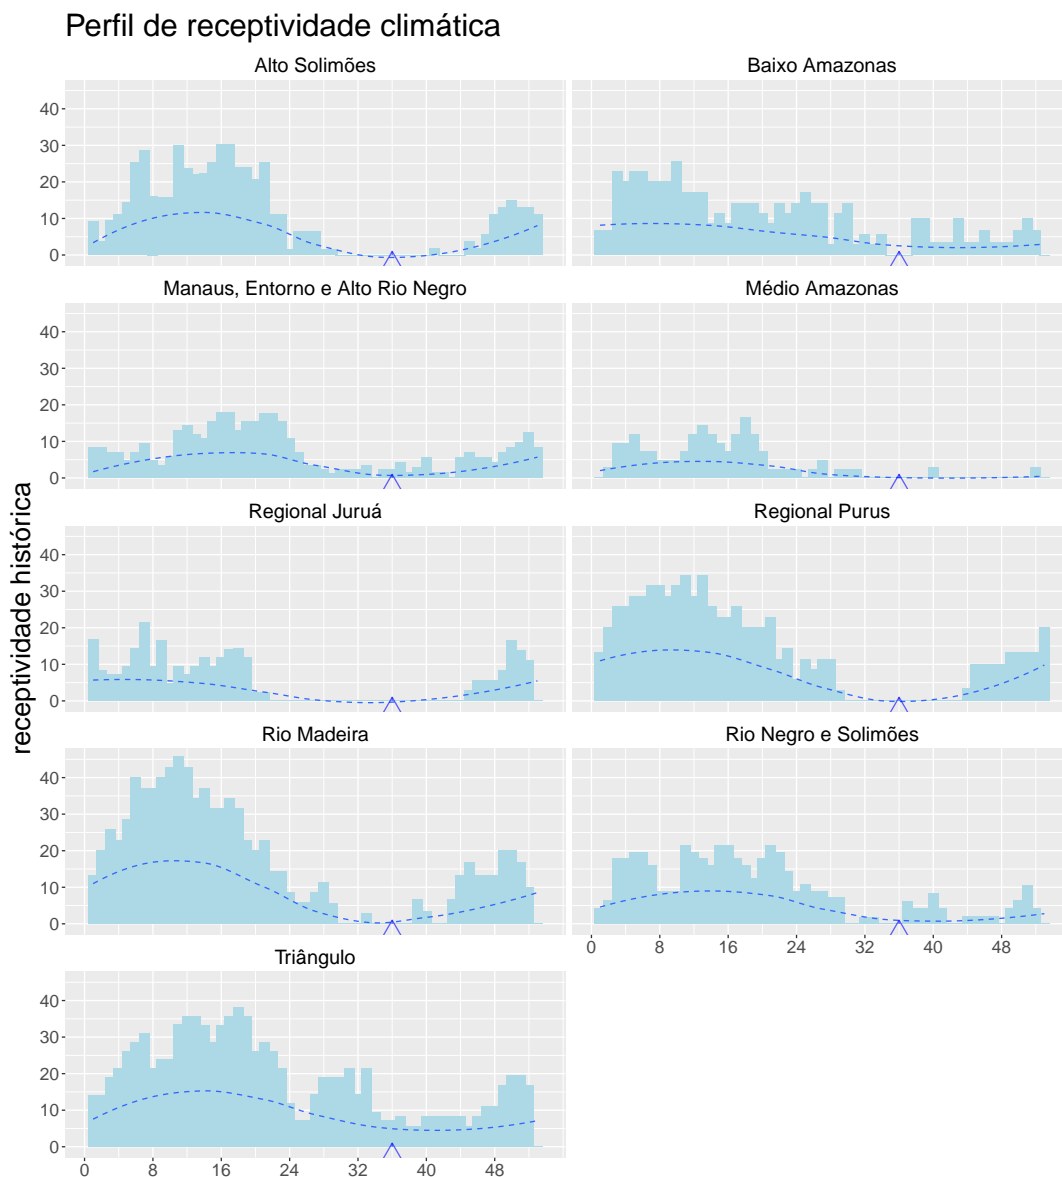 Perfil de receptividade climática
Alto Solimões
Baixo Amazonas
40
30
20
10
0
Manaus, Entorno e Alto Rio Negro
Médio Amazonas
40
30
20
10
0
receptividade histórica
Regional Juruá
Regional Purus
40
30
20
10
0
Rio Madeira
Rio Negro e Solimões
40
30
20
10
0
0 8 16 24 32 40 48
Triângulo
40
30
20
10
0
0 8 16 24 32 40 48